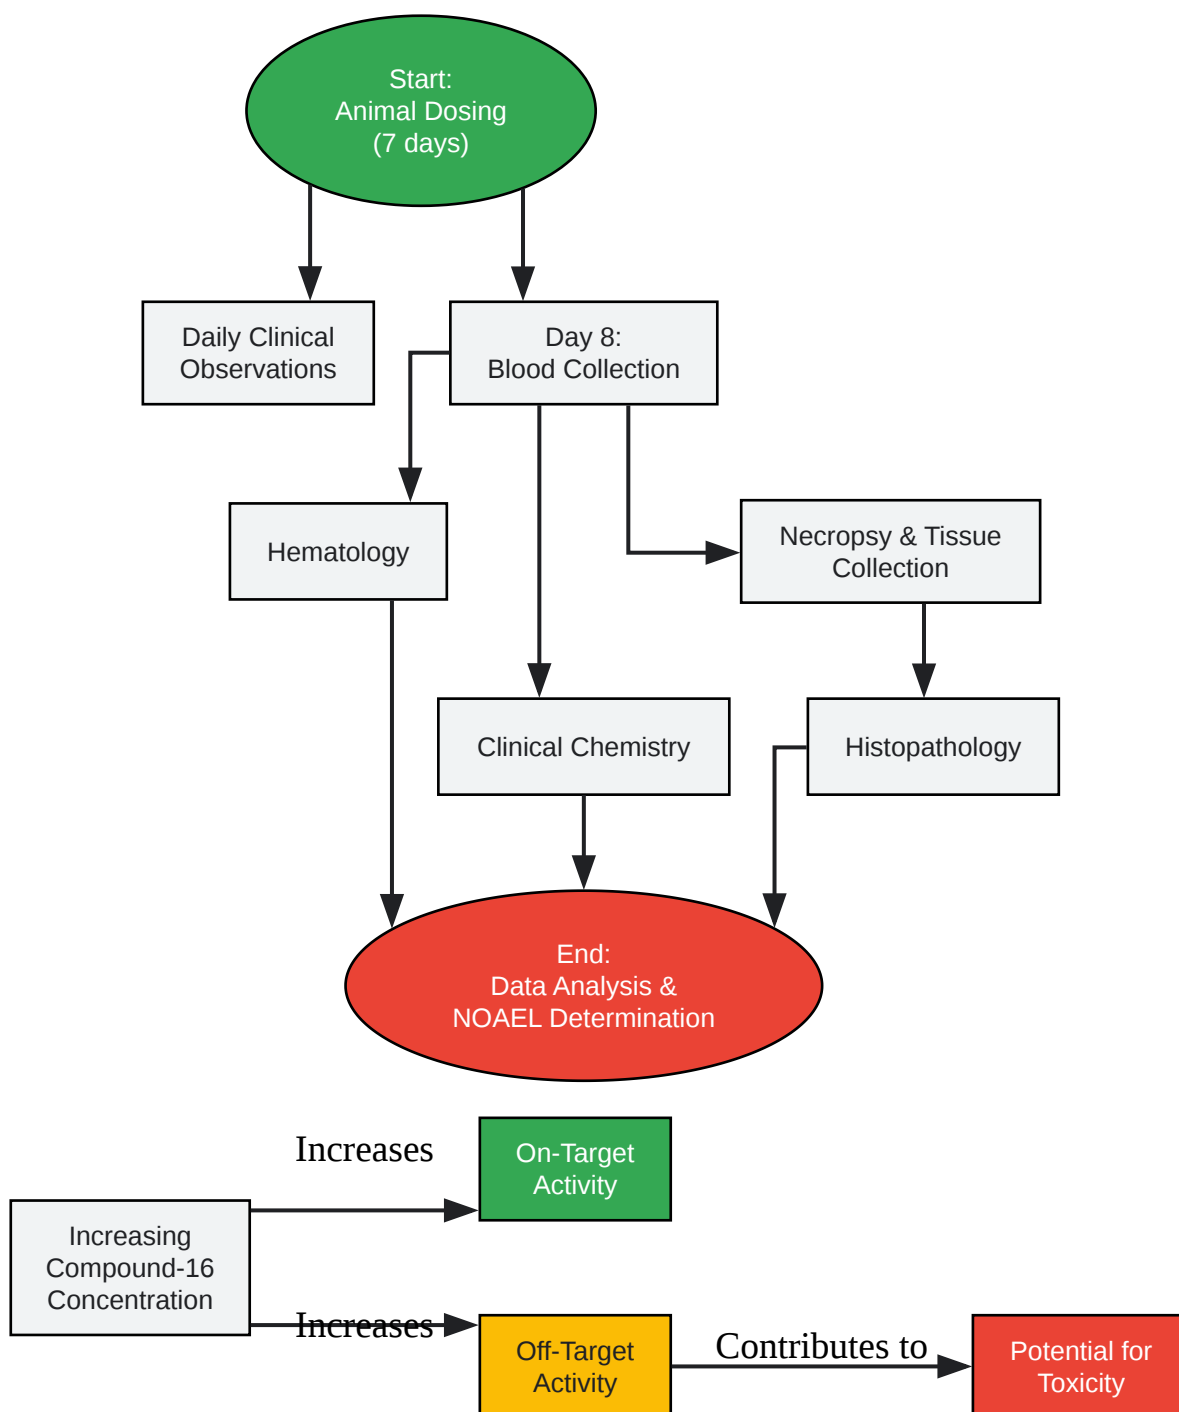 Start:
Animal Dosing
(7 days)
Daily Clinical
Observations
Day 8:
Blood Collection
Hematology
Necropsy & Tissue
Collection
Clinical Chemistry
Histopathology
End:
Data Analysis &
NOAEL Determination
Increases
On-Target
Activity
Increasing
Compound-16
Concentration
Increases
Off-Target
Activity
Contributes to
Potential for
Toxicity